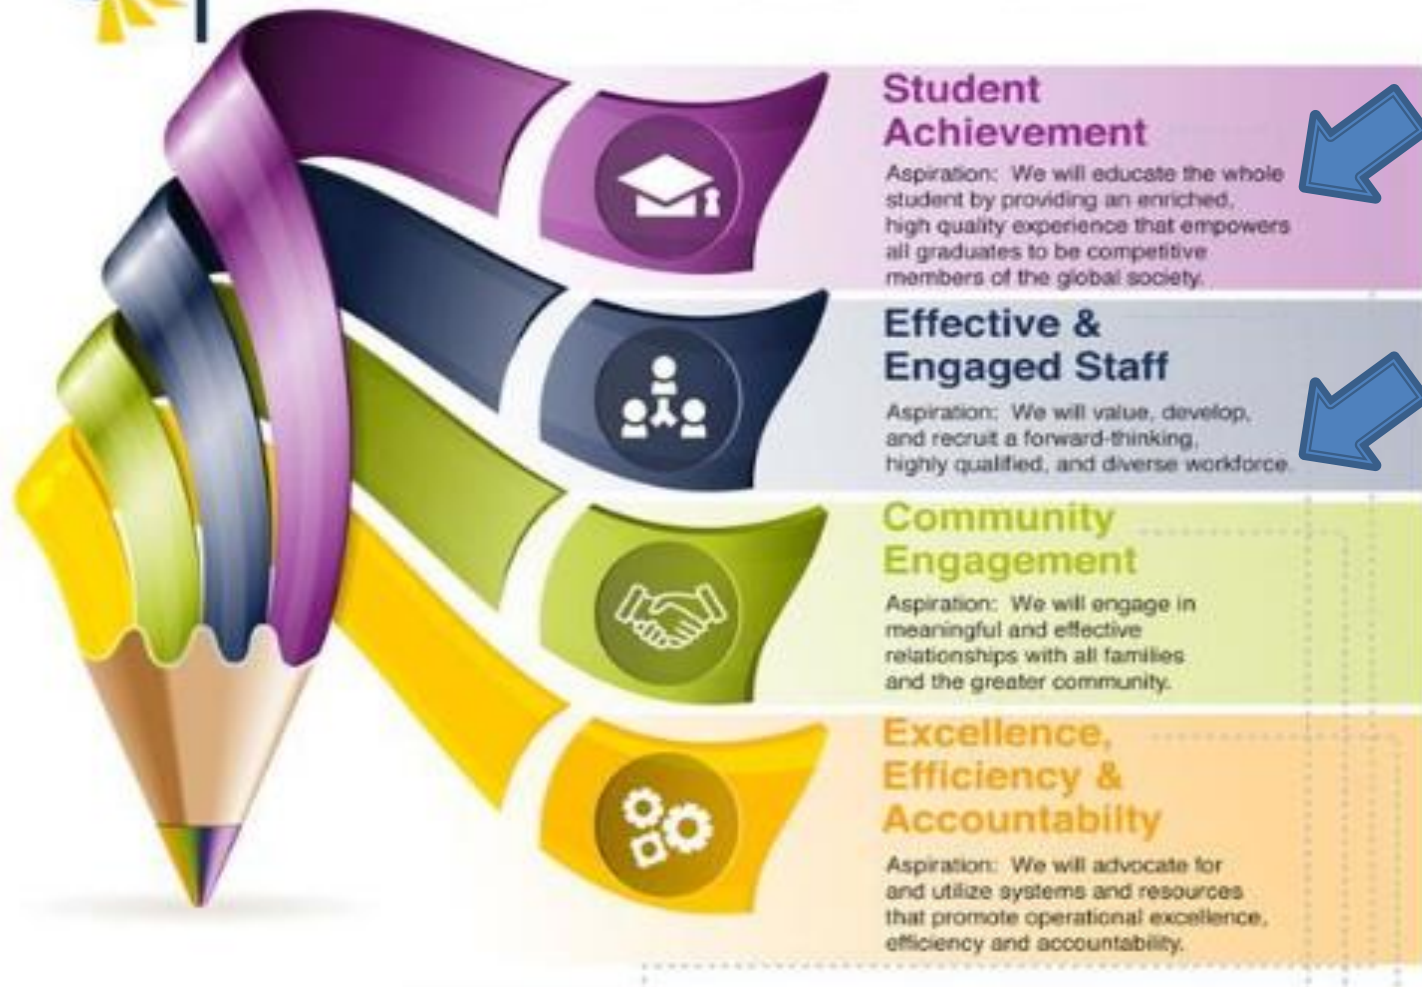 Student
Achievement
Aspiration: We will educate the whole
student by providing an enriched,
high quality experience that empowers
all graduates to be competitive
members of the global society.
Effective &
Engaged Staff
Aspiration: We will value, develop,
and recruit a forward-thinking,
highly qualified, and diverse workforce.
Community
Engagement
Aspiration: We will engage in
meaningful and effective
relationships with all families
and the greater community.
Excellence,
Efficiency &
Accountabilty
Aspiration: We will advocate for
and utilize systems and resources
that promote operational excellence,
efficiency and accountability.